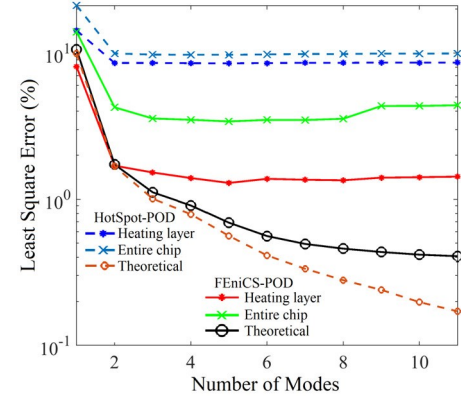 10¹
10⁰
10⁻¹
Least Square Error (%)
HotSpot-POD
Heating layer
Entire chip
Theoretical
FEniCS-POD
Heating layer
Entire chip
Theoretical
2 4 6 8 10
Number of Modes